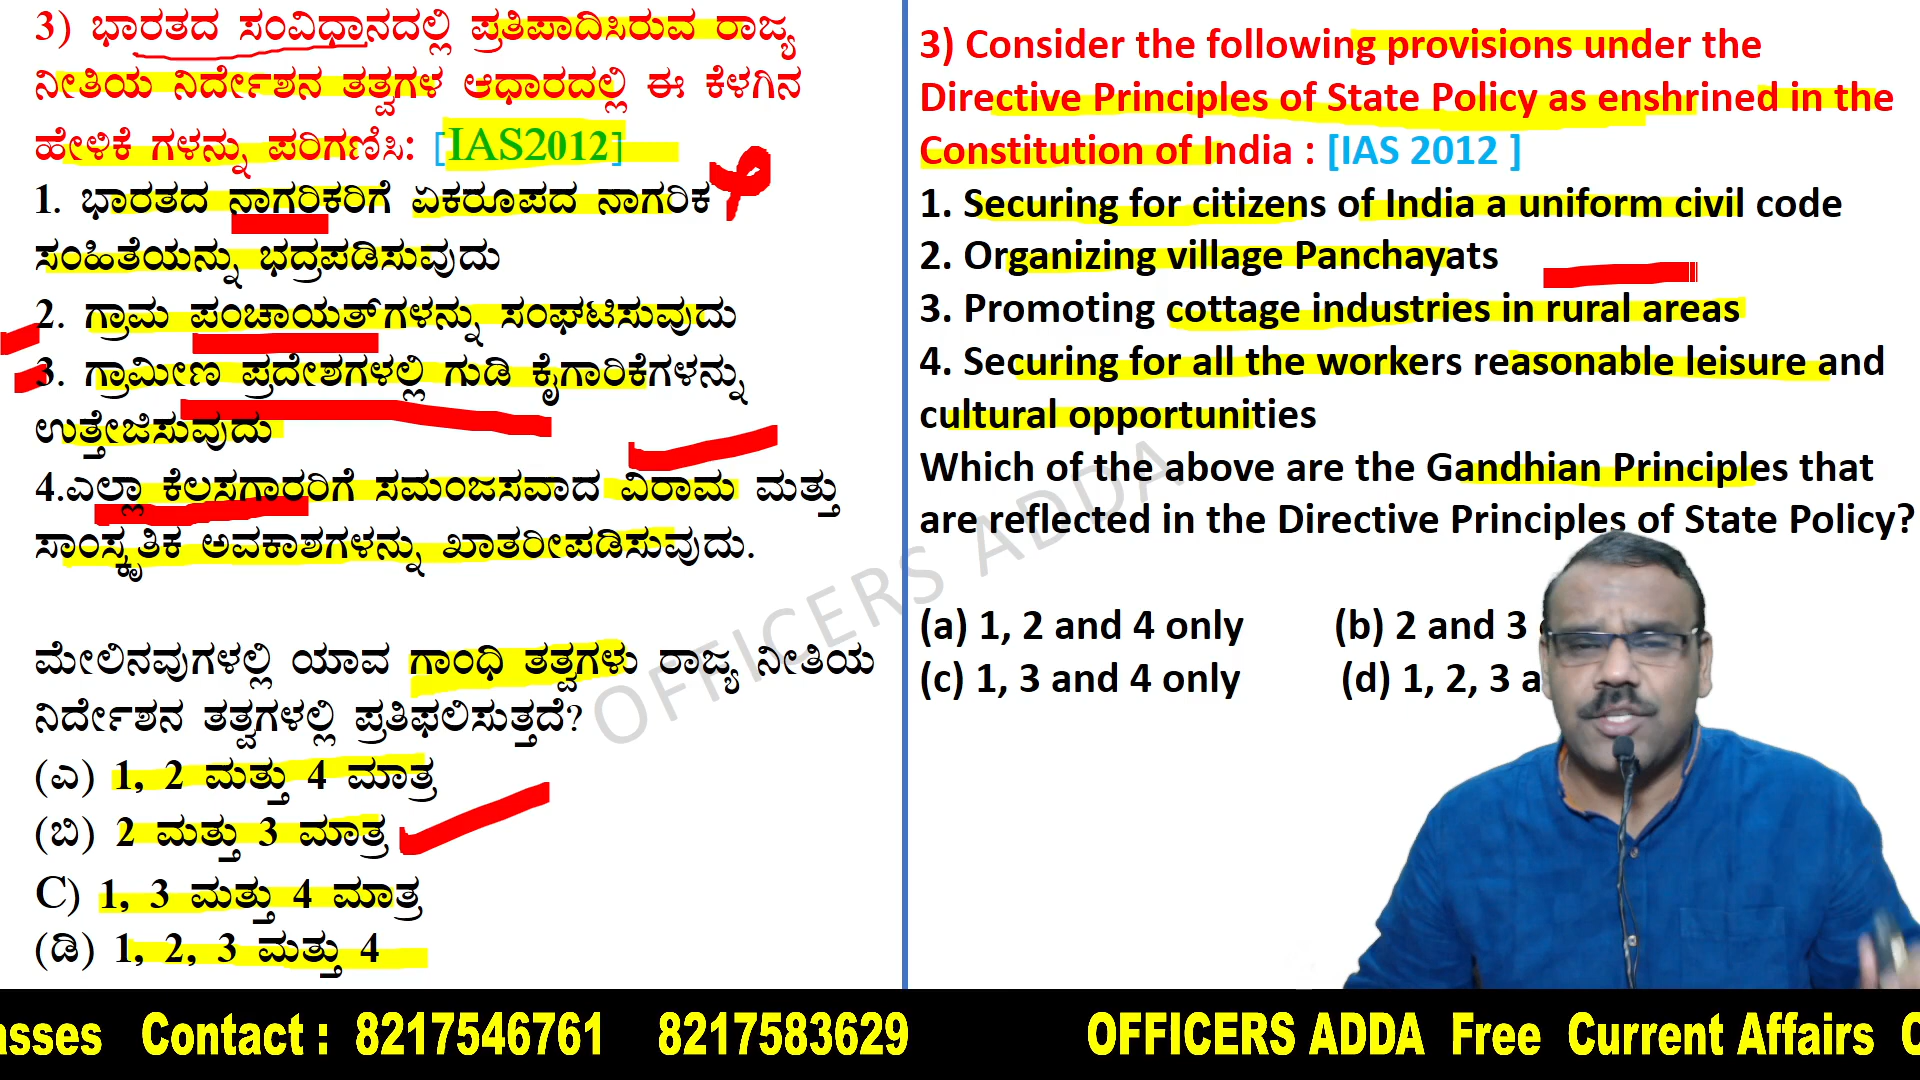 3) ಭಾರತದ ಸಂವಿಧಾನದಲ್ಲಿ ಪ್ರತಿಪಾದಿಸಿರುವ ರಾಜ್ಯ
ನೀತಿಯ ನಿರ್ದೇಶನ ತತ್ವಗಳ ಆಧಾರದಲ್ಲಿ ಈ ಕೆಳಗಿನ
ಹೇಳಿಕೆ ಗಳನ್ನು ಪರಿಗಣಿಸಿ: [IAS2012]
1. ಭಾರತದ ನಾಗರಿಕರಿಗೆ ಏಕರೂಪದ ನಾಗರಿಕ
ಸಂಹಿತೆಯನ್ನು ಭದ್ರಪಡಿಸುವುದು
2. ಗ್ರಾಮ ಪಂಚಾಯತ್‌ಗಳನ್ನು ಸಂಘಟಿಸುವುದು
3. ಗ್ರಾಮೀಣ ಪ್ರದೇಶಗಳಲ್ಲಿ ಗುಡಿ ಕೈಗಾರಿಕೆಗಳನ್ನು
ಉತ್ತೇಜಿಸುವುದು
4.ಎಲ್ಲಾ ಕೆಲಸಗಾರರಿಗೆ ಸಮಂಜಸವಾದ ವಿರಾಮ ಮತ್ತು
ಸಾಂಸ್ಕೃತಿಕ ಅವಕಾಶಗಳನ್ನು ಖಾತರೀಪಡಿಸುವುದು.
ಮೇಲಿನವುಗಳಲ್ಲಿ ಯಾವ ಗಾಂಧಿ ತತ್ವಗಳು ರಾಜ್ಯ ನೀತಿಯ
ನಿರ್ದೇಶನ ತತ್ವಗಳಲ್ಲಿ ಪ್ರತಿಫಲಿಸುತ್ತದೆ?
(ಎ) 1, 2 ಮತ್ತು 4 ಮಾತ್ರ
(ಬಿ) 2 ಮತ್ತು 3 ಮಾತ್ರ
C) 1, 3 ಮತ್ತು 4 ಮಾತ್ರ
(ಡಿ) 1, 2, 3 ಮತ್ತು 4
3) Consider the following provisions under the
Directive Principles of State Policy as enshrined in the
Constitution of India : [IAS 2012 ]
1. Securing for citizens of India a uniform civil code
2. Organizing village Panchayats
3. Promoting cottage industries in rural areas
4. Securing for all the workers reasonable leisure and
cultural opportunities
Which of the above are the Gandhian Principles that
are reflected in the Directive Principles of State Policy?
(a) 1, 2 and 4 only (b) 2 and 3
(c) 1, 3 and 4 only (d) 1, 2, 3 a
OFFICERS ADDA
asses Contact : 8217546761 8217583629 OFFICERS ADDA Free Current Affairs